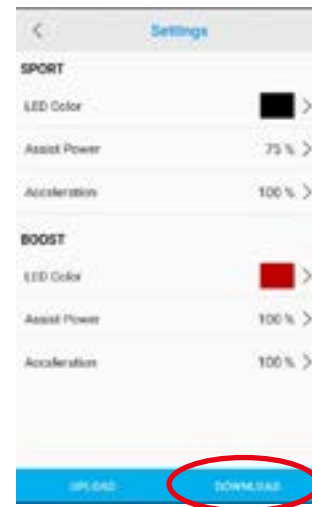 Settings
SPORT
LED Color
Assist Power 75 %
Acceleration 100 %
BOOST
LED Color
Assist Power 100 %
Acceleration 100 %
UPLOAD DOWNLOAD